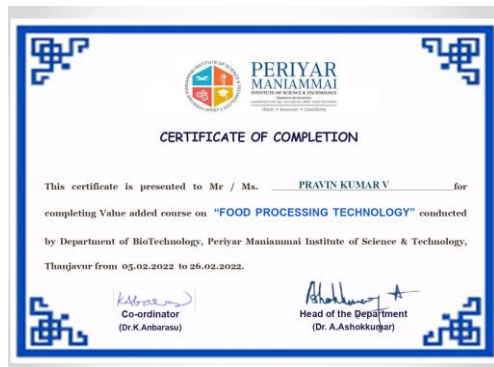 PERIYAR
MANIAMMAI
INSTITUTE OF SCIENCE & TECHNOLOGY
CERTIFICATE OF COMPLETION
This certificate is presented to Mr / Ms. PRAVIN KUMAR V for
completing Value added course on “FOOD PROCESSING TECHNOLOGY” conducted
by Department of BioTechnology, Periyar Maniammai Institute of Science & Technology,
Thanjavur from 05.02.2022 to 26.02.2022.
Co-ordinator
(Dr.K.Anbarasu)
Head of the Department
(Dr. A.Ashokkumar)